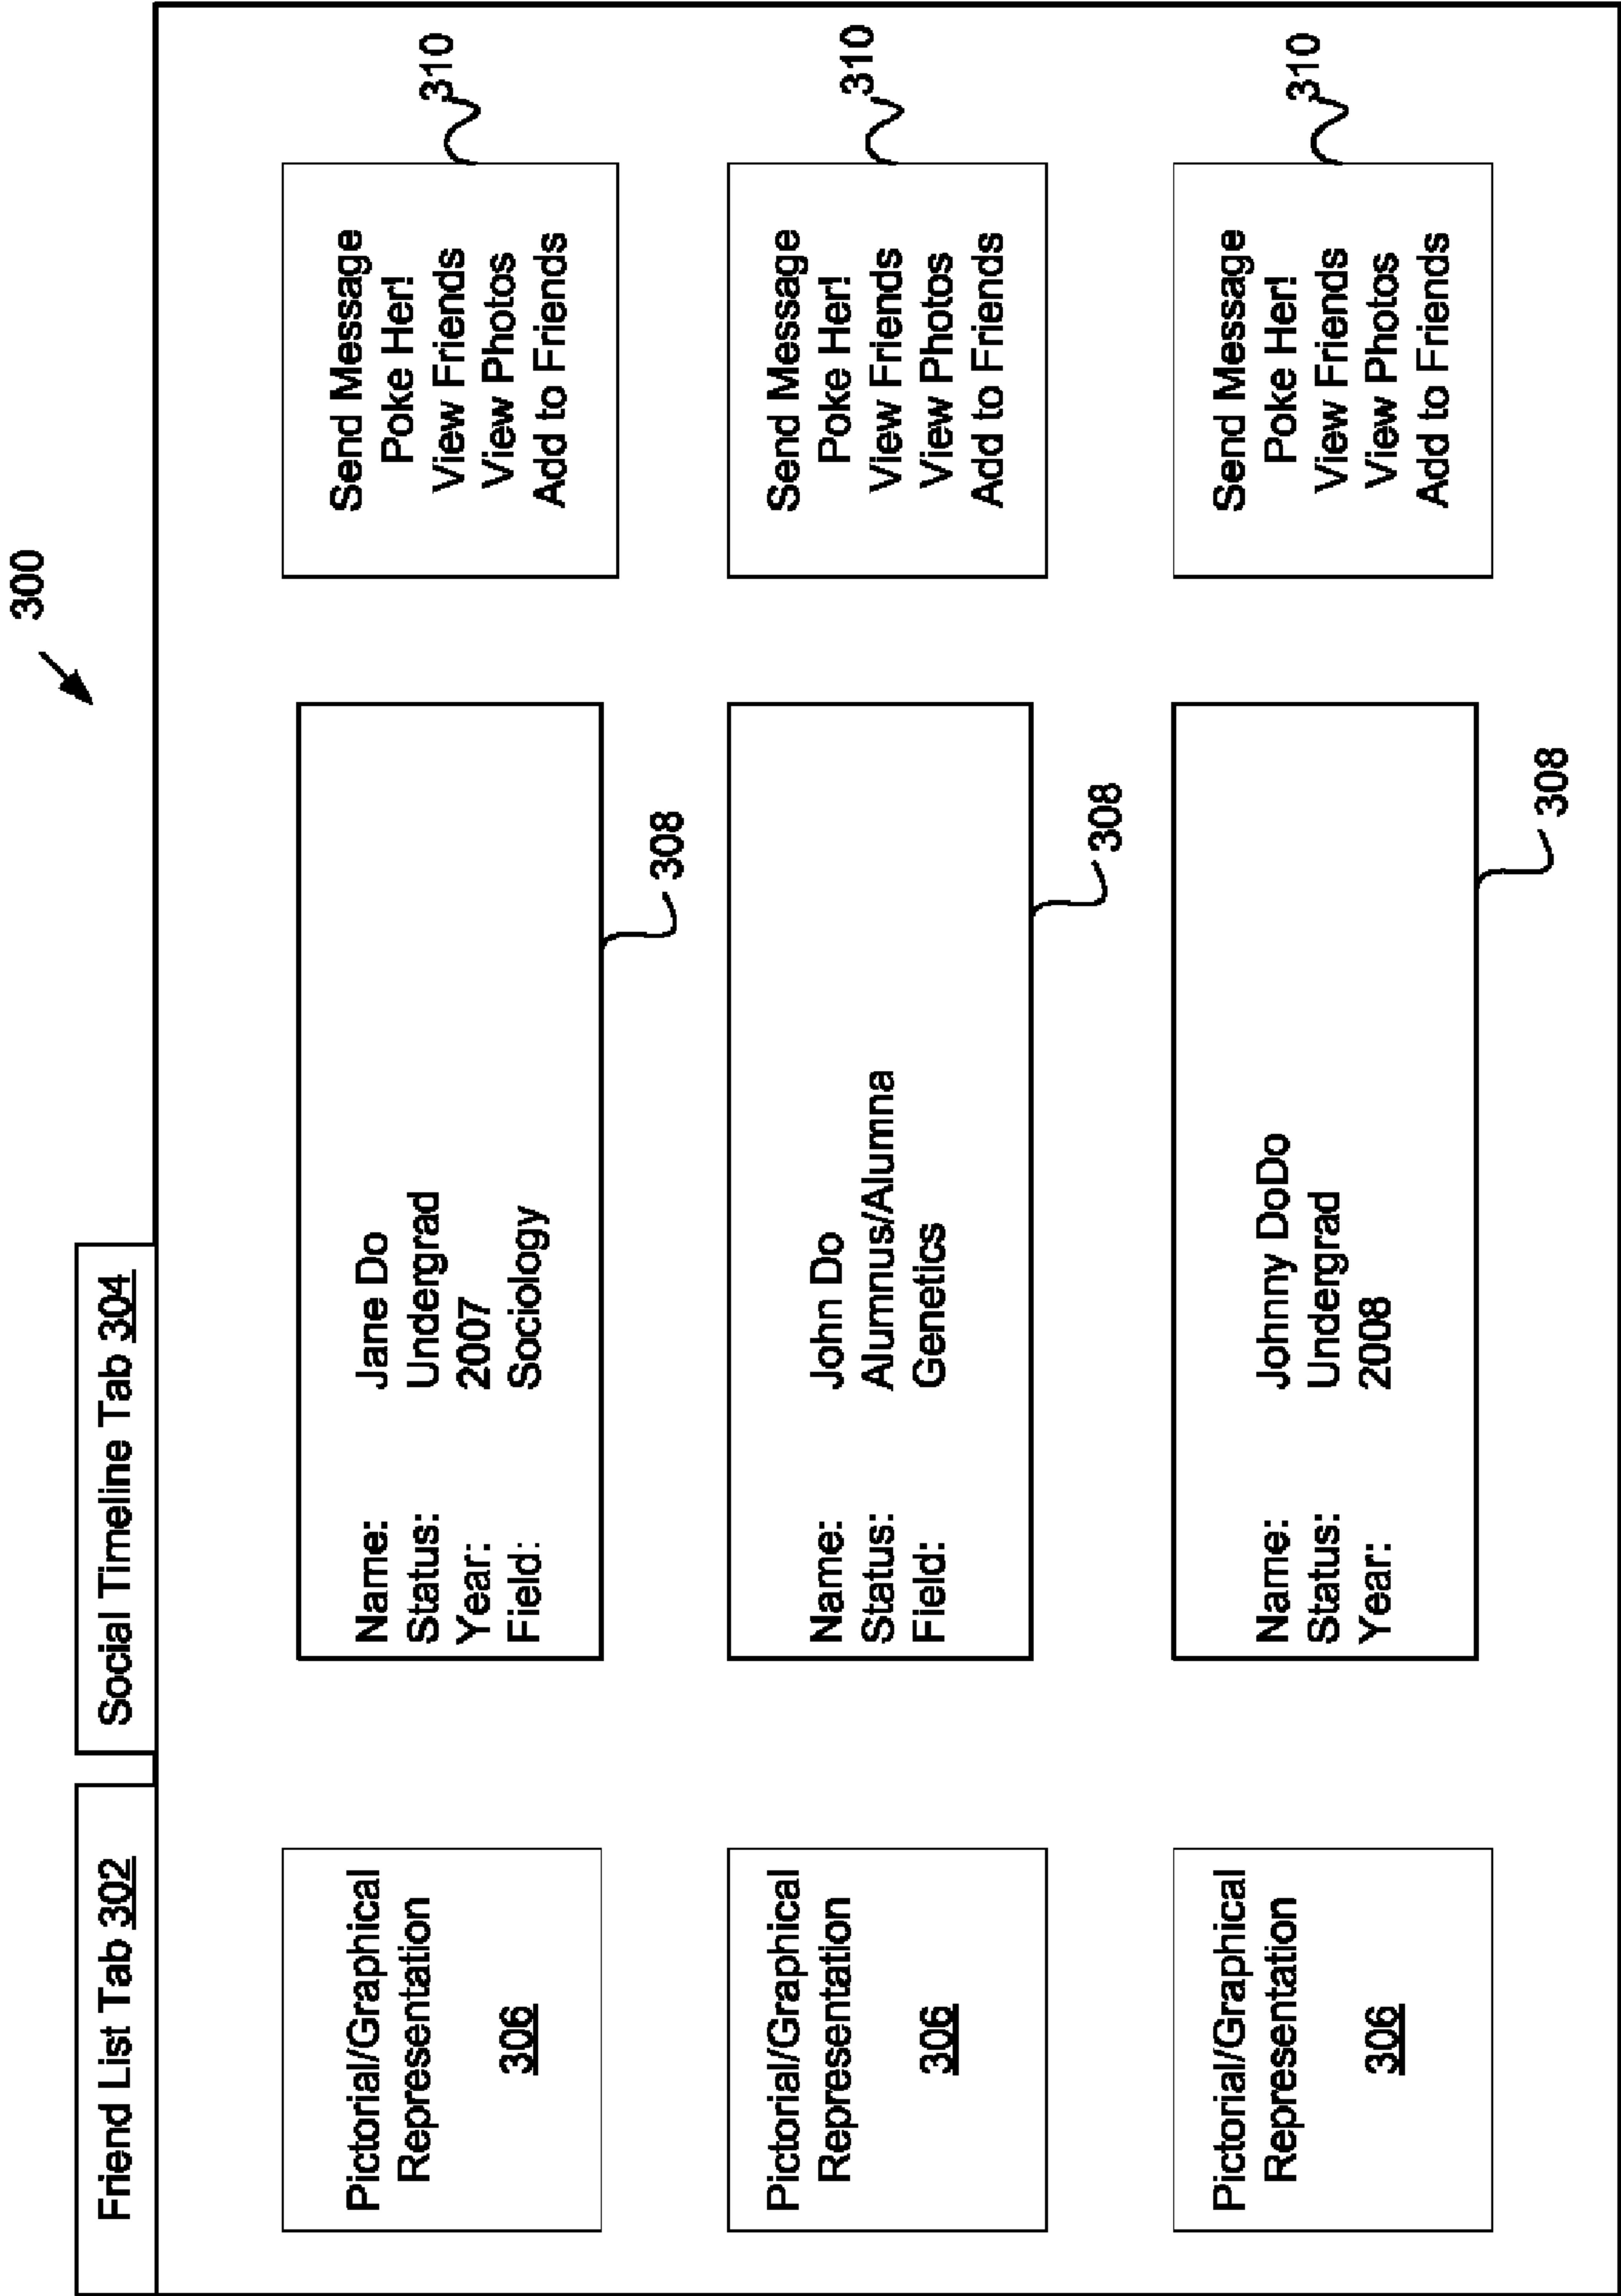 300
Friend List Tab 302
Social Timeline Tab 304
Pictorial/Graphical
Representation
306
Name: Jane Do
Status: Undergrad
Year: 2007
Field: Sociology
308
Send Message
Poke Her!
View Friends
View Photos
Add to Friends
310
Pictorial/Graphical
Representation
306
Name: John Do
Status: Alumnus/Alumna
Field: Genetics
308
Send Message
Poke Her!
View Friends
View Photos
Add to Friends
310
Pictorial/Graphical
Representation
306
Name: Johnny DoDo
Status: Undergrad
Year: 2008
308
Send Message
Poke Her!
View Friends
View Photos
Add to Friends
310